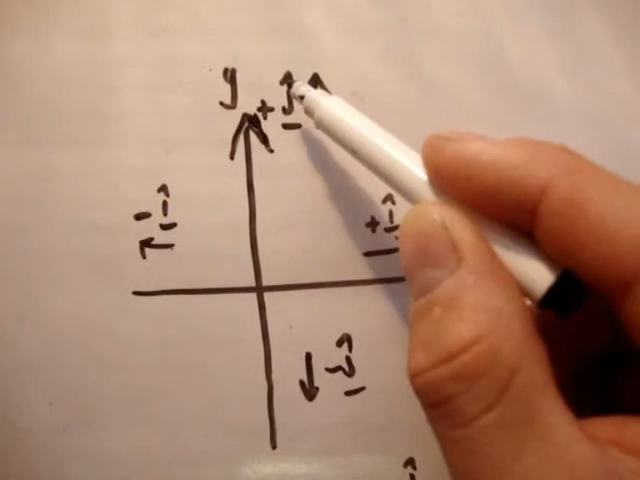 y
+ ĵ
- î
+ î
- ĵ